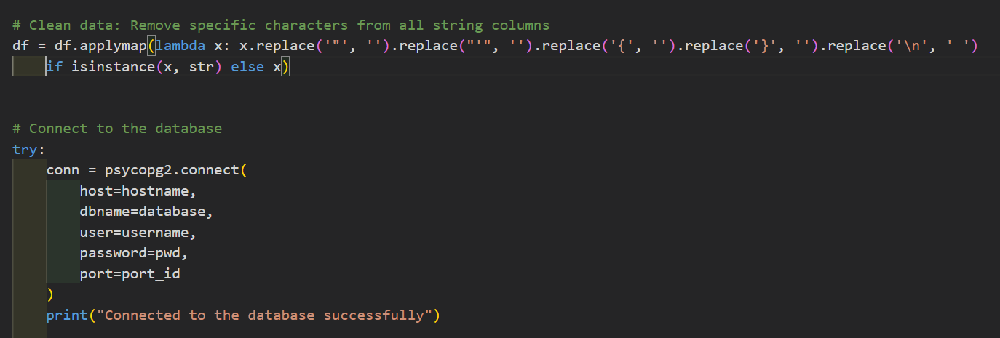 # Clean data: Remove specific characters from all string columns
df = df.applymap(lambda x: x.replace('"', '').replace("'", '').replace('{', '').replace('}', '').replace('\n', ' ')
    if isinstance(x, str) else x)
# Connect to the database
try:
    conn = psycopg2.connect(
        host=hostname,
        dbname=database,
        user=username,
        password=pwd,
        port=port_id
    )
    print("Connected to the database successfully")